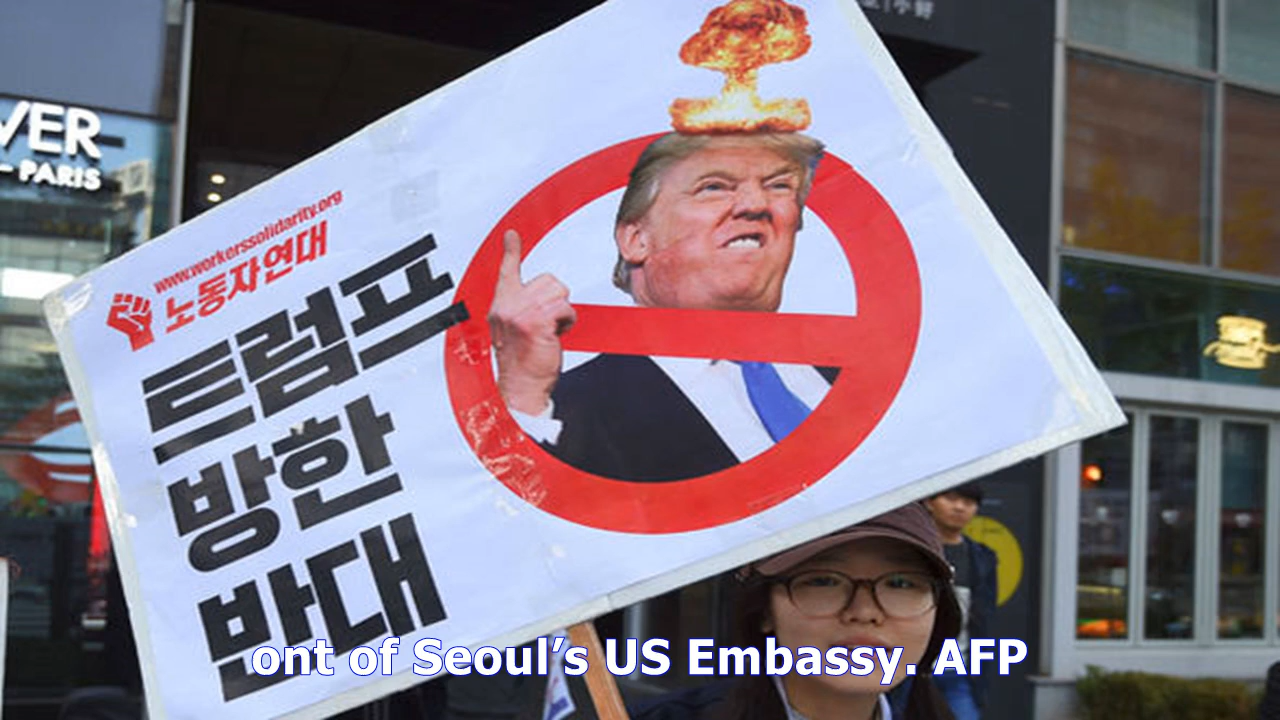 VER
- PARIS
www.workerssolidarity.org
노동자연대
트럼프
방한
반대
ont of Seoul’s US Embassy. AFP